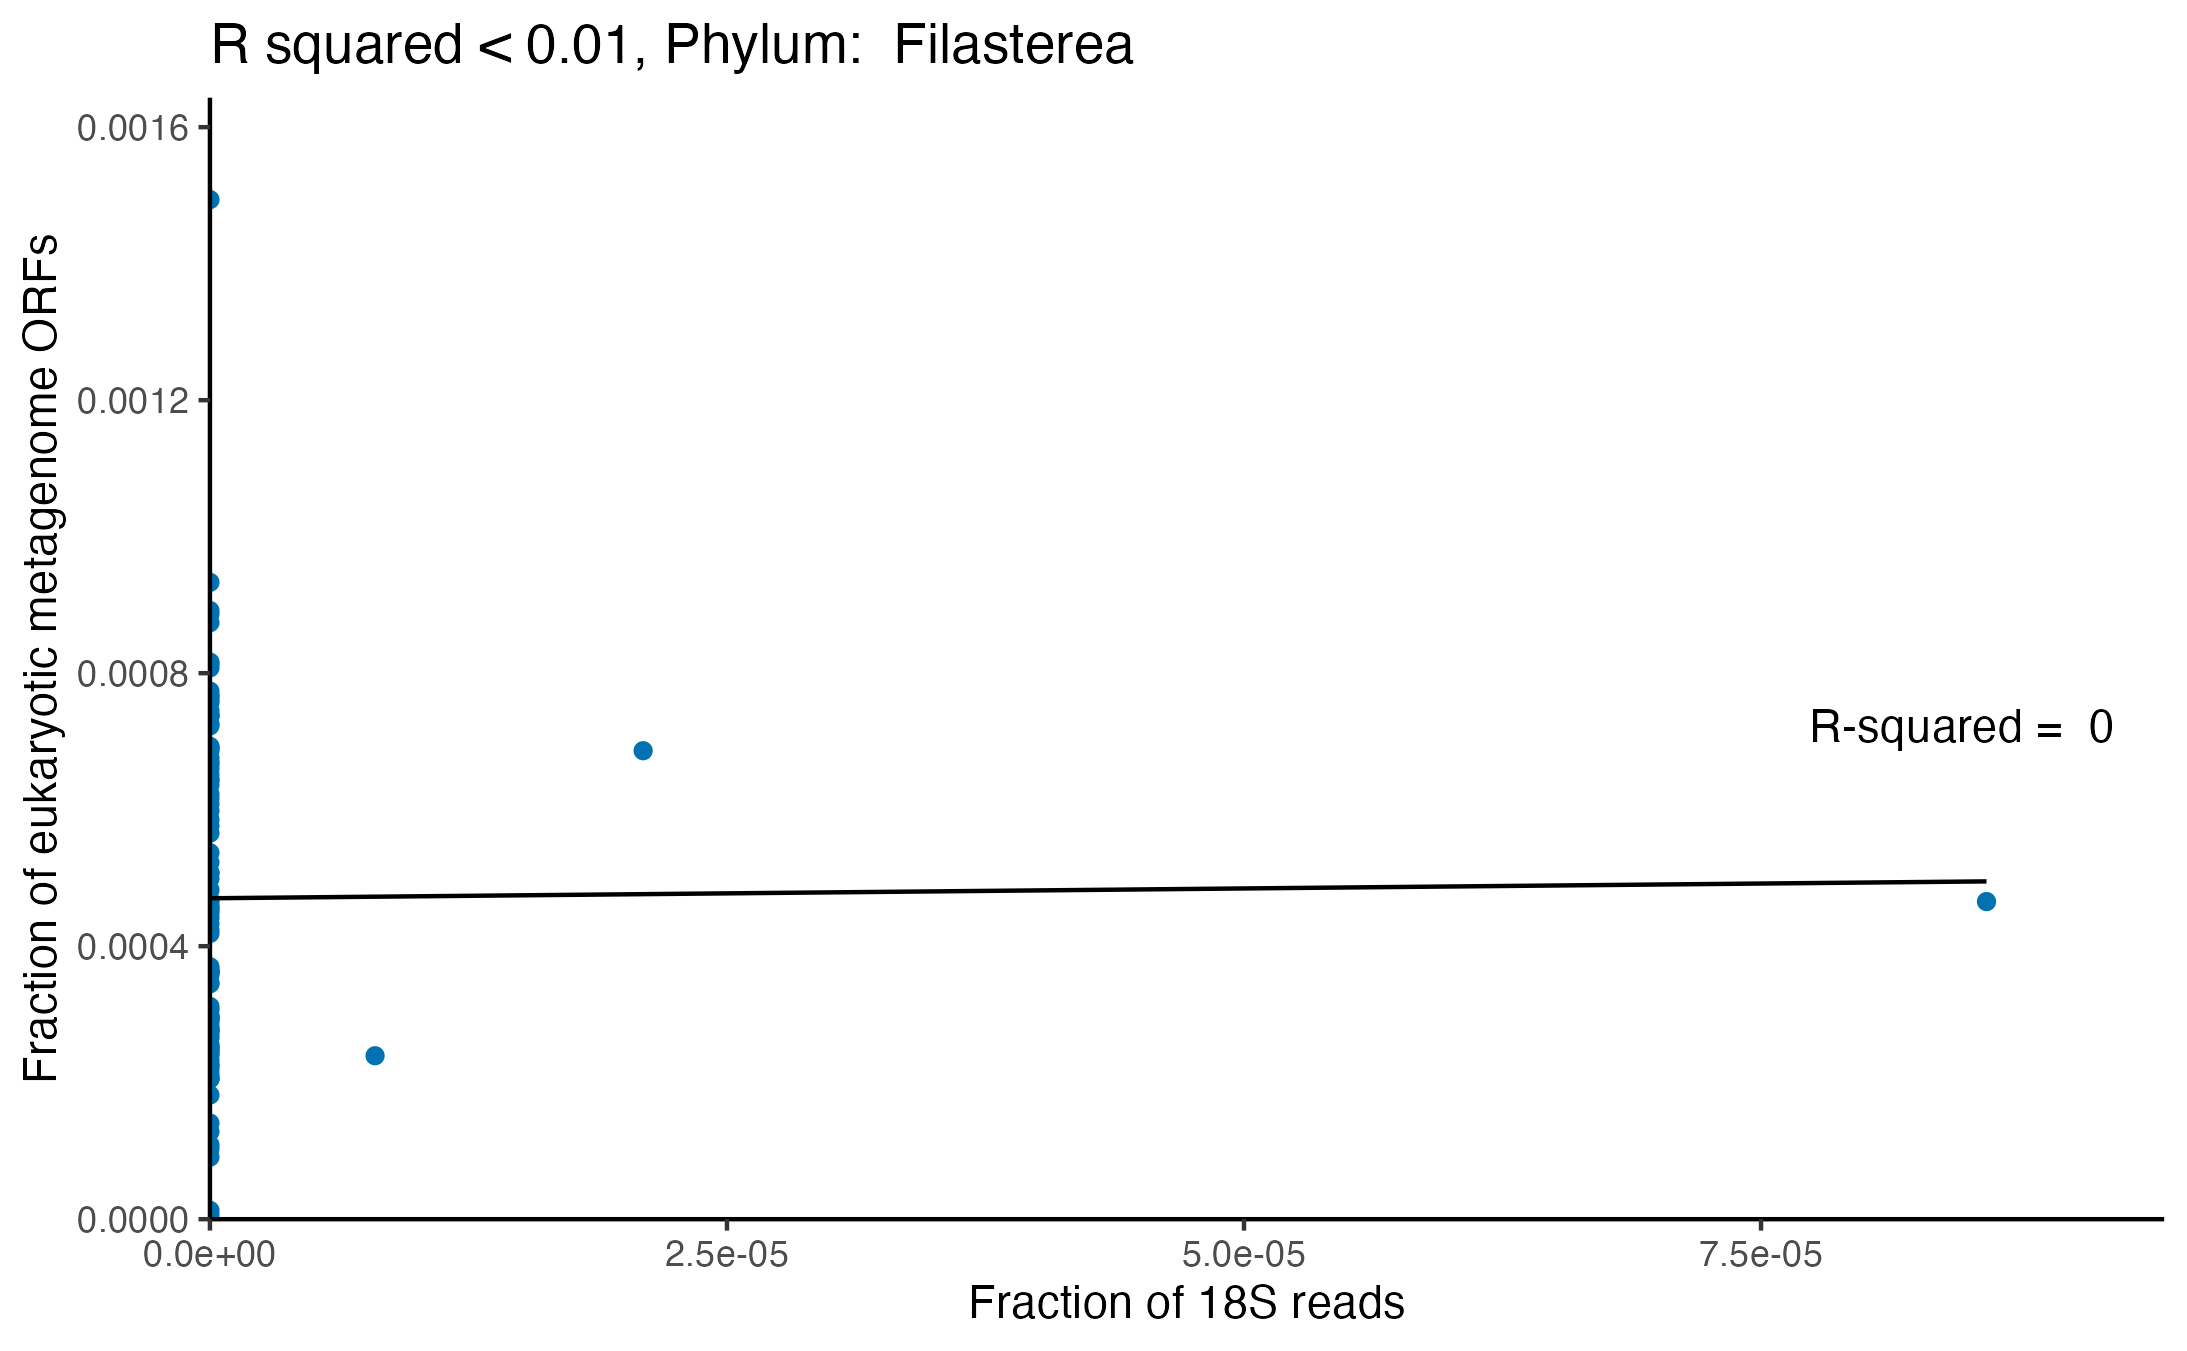 R squared < 0.01, Phylum:  Filasterea
0.0016
0.0012
0.0008
0.0004
0.0000
Fraction of eukaryotic metagenome ORFs
R-squared =  0
0.0e+00
2.5e-05
5.0e-05
7.5e-05
Fraction of 18S reads